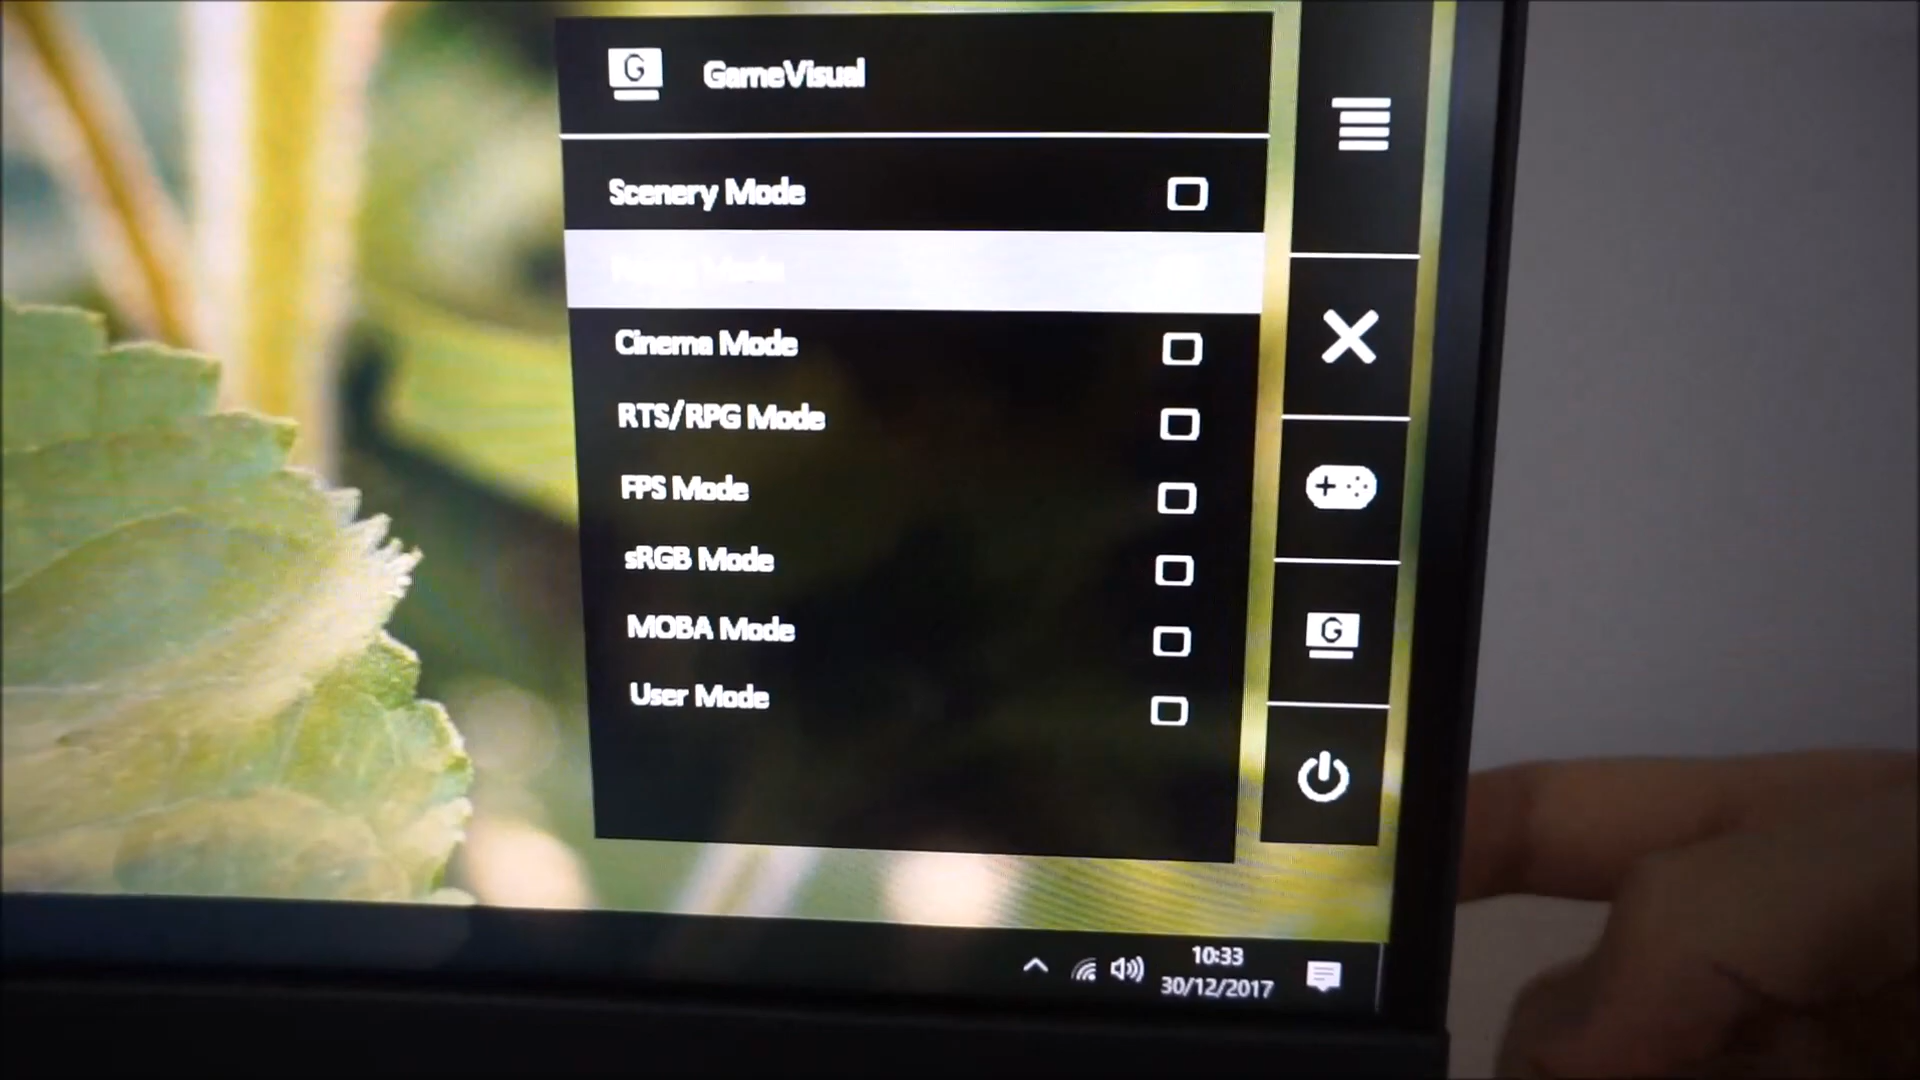 GameVisual
Scenery Mode
Mode
Cinema Mode
RTS/RPG Mode
FPS Mode
sRGB Mode
MOBA Mode
User Mode
10:33
30/12/2017